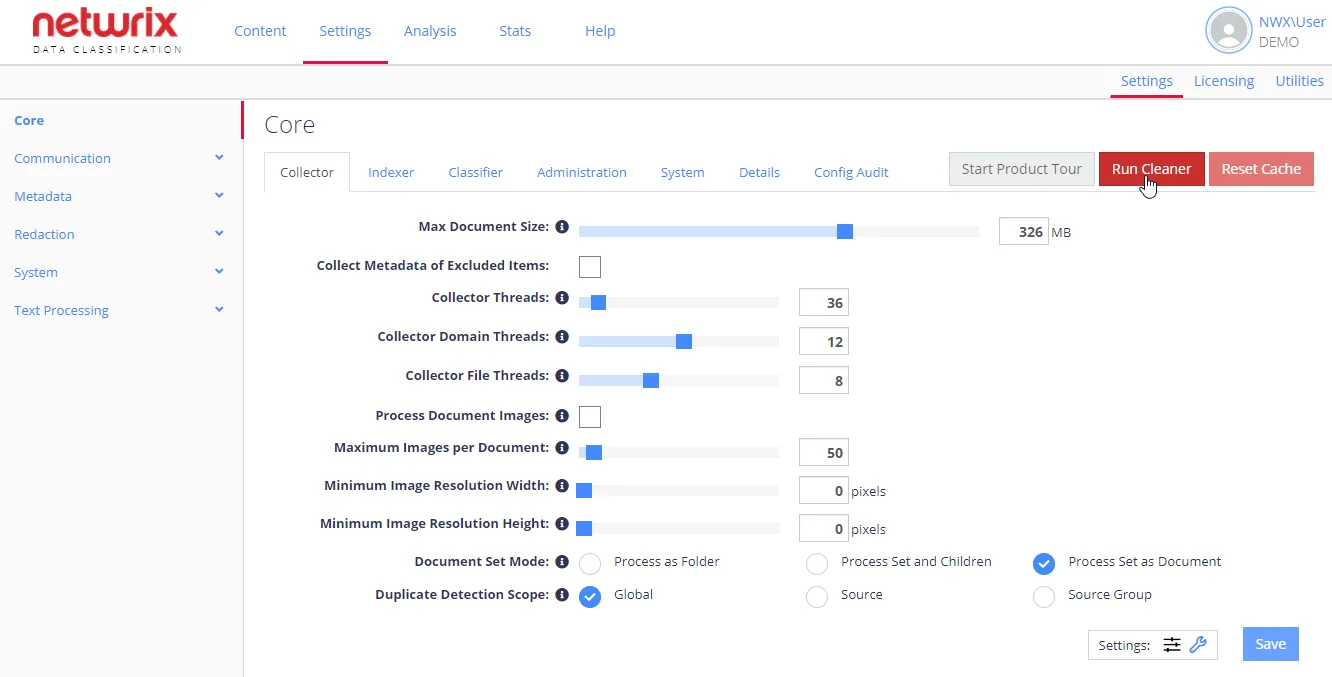 netwrix
DATA CLASSIFICATION
Content Settings Analysis Stats Help
NWX\User
DEMO
Settings Licensing Utilities
Core
Communication
Metadata
Redaction
System
Text Processing
Core
Collector Indexer Classifier Administration System Details Config Audit
Start Product Tour Run Cleaner Reset Cache
Max Document Size: 326 MB
Collect Metadata of Excluded Items:
Collector Threads: 36
Collector Domain Threads: 12
Collector File Threads: 8
Process Document Images:
Maximum Images per Document: 50
Minimum Image Resolution Width: 0 pixels
Minimum Image Resolution Height: 0 pixels
Document Set Mode: Process as Folder Process Set and Children Process Set as Document
Duplicate Detection Scope: Global Source Source Group
Settings: Save